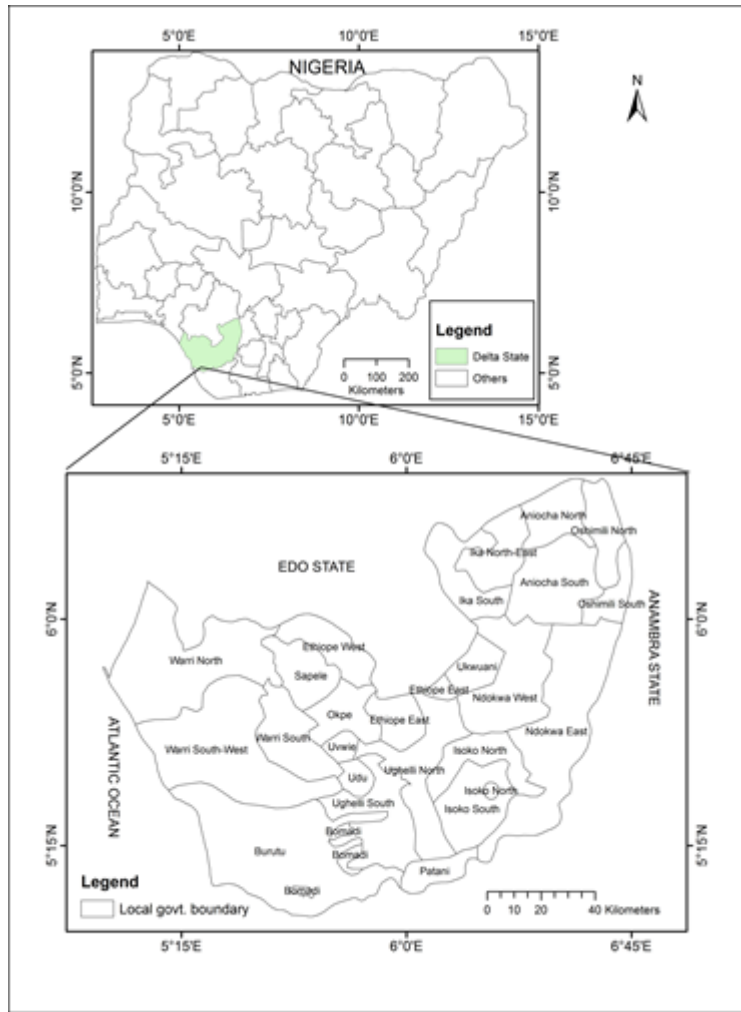 5°0'E 10°0'E 15°0'E
NIGERIA
N
10°0'N 10°0'N
5°0'N 5°0'N
Legend
Delta State
Others
0 100 200
Kilometers
5°0'E 10°0'E 15°0'E
5°15'E 6°0'E 6°45'E
Aniocha North
Oshimili North
Ika North-East
EDO STATE
Aniocha South
Ika South
Oshimili South
ANAMBRA STATE
6°0'N 6°0'N
Ethiope West
Warri North
Ukwuani
Sapele
Ethiope East
Ndokwa West
Okpe
Ethiope East
Ndokwa East
ATLANTIC OCEAN
Warri South
Warri South-West
Uvwie
Isoko North
Ughelli North
Udu
Isoko North
Ughelli South
Isoko South
Bomadi
5°15'N 5°15'N
Burutu
Bomadi
Patani
Legend
Bomadi
Local govt. boundary
0 10 20 40 Kilometers
5°15'E 6°0'E 6°45'E